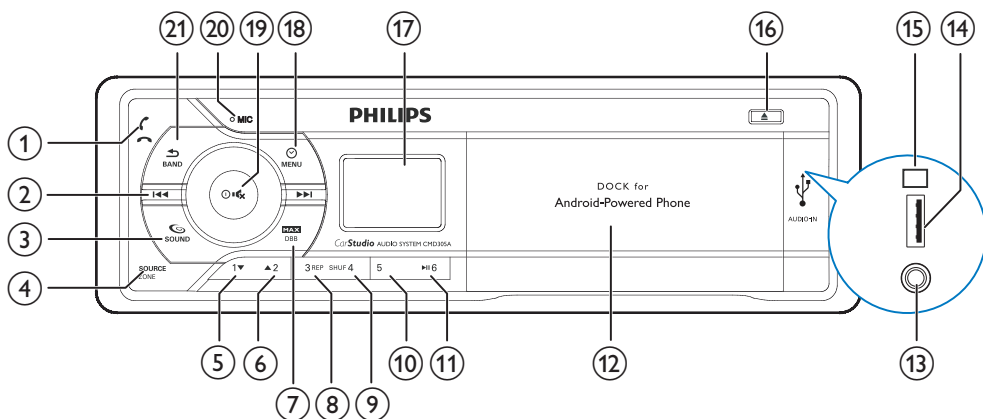 21 20 19 18 17 16 15 14
MIC
PHILIPS
1
BAND
MENU
2
DOCK for
Android-Powered Phone
AUDIO IN
3
SOUND
MAX
DBB
CarStudio AUDIO SYSTEM CMD305A
4
SOURCE
ZONE
1 2 3 REP SHUF 4 5 6
5 6 7 8 9 10 11 12 13